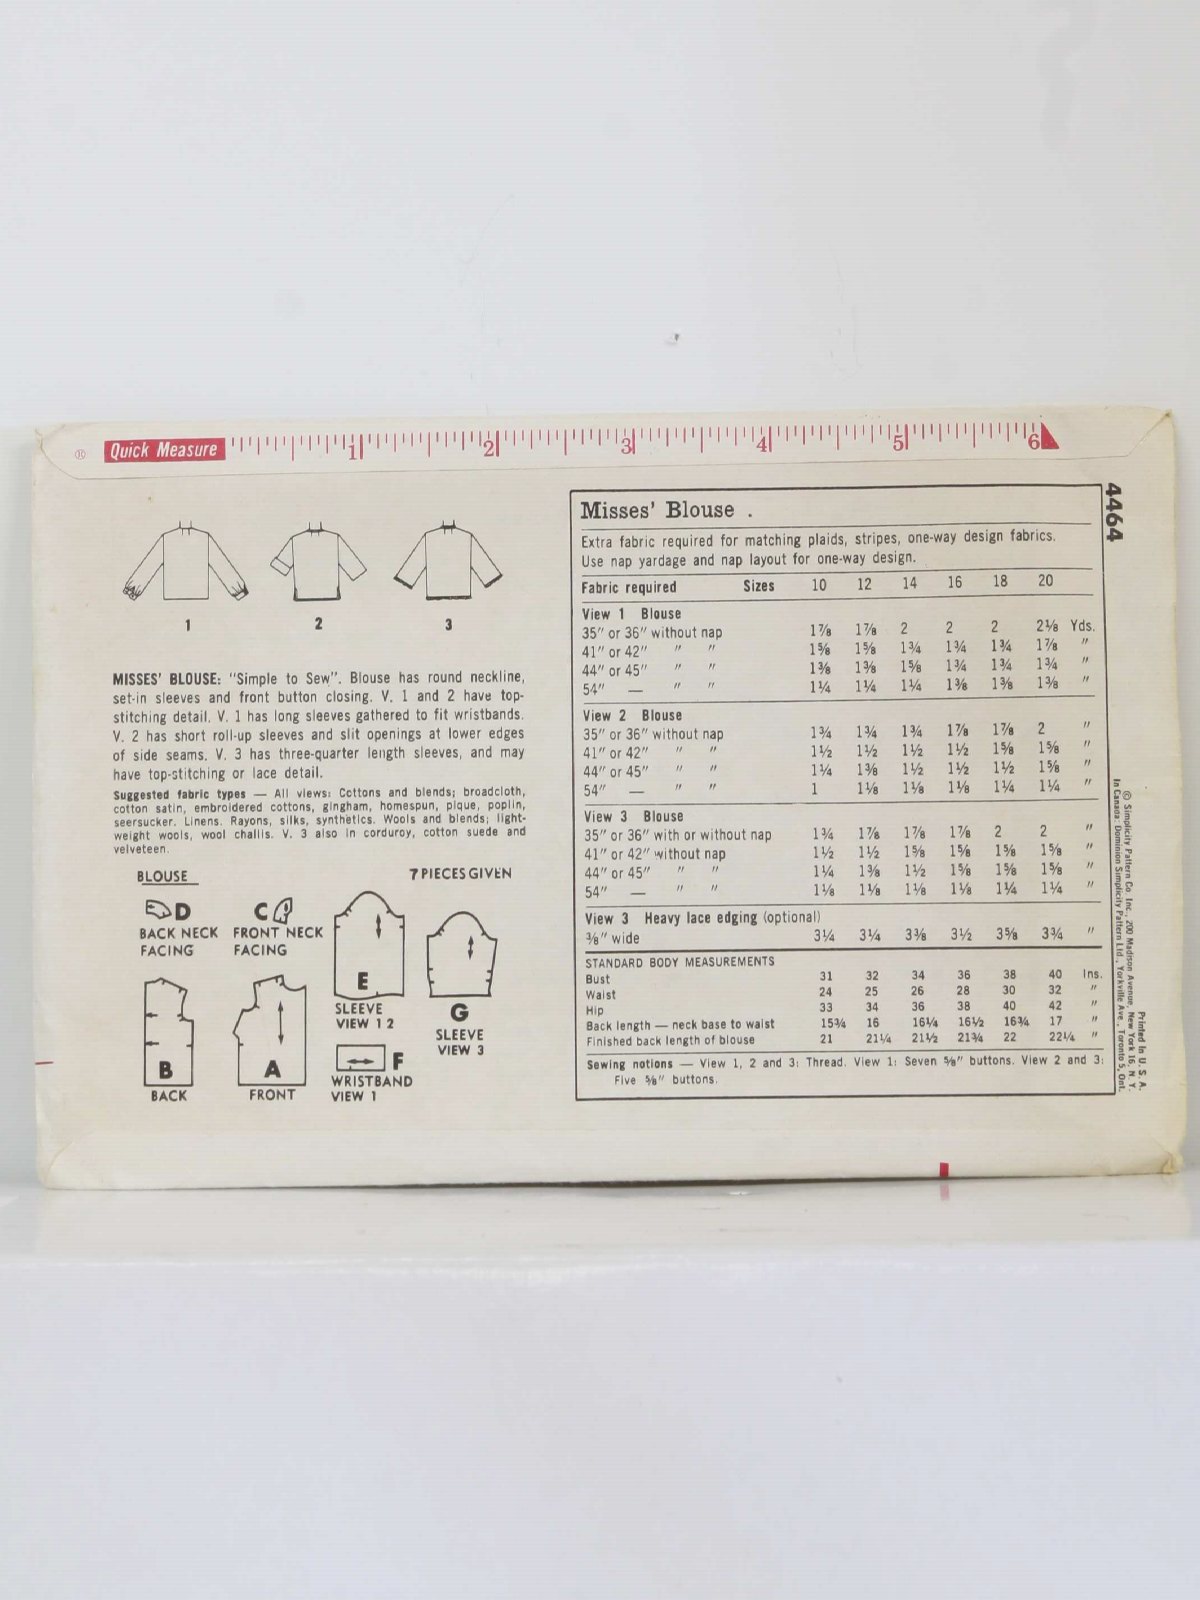 ® Quick Measure 1 2 3 4 5 6
1 2 3
MISSES' BLOUSE: "Simple to Sew". Blouse has round neckline,
set-in sleeves and front button closing. V. 1 and 2 have top-
stitching detail. V. 1 has long sleeves gathered to fit wristbands.
V. 2 has short roll-up sleeves and slit openings at lower edges
of side seams. V. 3 has three-quarter length sleeves, and may
have top-stitching or lace detail.
Suggested fabric types — All views: Cottons and blends; broadcloth,
cotton satin, embroidered cottons, gingham, homespun, pique, poplin,
seersucker. Linens. Rayons, silks, synthetics. Wools and blends; light-
weight wools, wool challis. V. 3 also in corduroy, cotton suede and
velveteen.
BLOUSE 7 PIECES GIVEN
D
BACK NECK
FACING
C
FRONT NECK
FACING
E
SLEEVE
VIEW 1 2
G
SLEEVE
VIEW 3
B
BACK
A
FRONT
F
WRISTBAND
VIEW 1
Misses' Blouse .
Extra fabric required for matching plaids, stripes, one-way design fabrics.
Use nap yardage and nap layout for one-way design.
Fabric required Sizes 10 12 14 16 18 20
View 1 Blouse
35" or 36" without nap 1⅞ 1⅞ 2 2 2 2⅛ Yds.
41" or 42" " " 1⅝ 1⅝ 1¾ 1¾ 1¾ 1⅞ "
44" or 45" " " 1⅜ 1⅜ 1⅝ 1¾ 1¾ 1¾ "
54" — " " 1¼ 1¼ 1¼ 1⅜ 1⅜ 1⅜ "
View 2 Blouse
35" or 36" without nap 1¾ 1¾ 1¾ 1⅞ 1⅞ 2 "
41" or 42" " " 1½ 1½ 1½ 1½ 1⅝ 1⅝ "
44" or 45" " " 1¼ 1⅜ 1½ 1½ 1½ 1⅝ "
54" — " " 1 1⅛ 1⅛ 1⅛ 1¼ 1¼ "
View 3 Blouse
35" or 36" with or without nap 1¾ 1⅞ 1⅞ 1⅞ 2 2 "
41" or 42" without nap 1½ 1½ 1⅝ 1⅝ 1⅝ 1⅝ "
44" or 45" " " 1¼ 1⅜ 1½ 1⅝ 1⅝ 1⅝ "
54" — " " 1⅛ 1⅛ 1⅛ 1⅛ 1¼ 1¼ "
View 3 Heavy lace edging (optional)
⅜" wide 3¼ 3¼ 3⅜ 3½ 3⅝ 3¾ "
STANDARD BODY MEASUREMENTS
Bust 31 32 34 36 38 40 Ins.
Waist 24 25 26 28 30 32 "
Hip 33 34 36 38 40 42 "
Back length — neck base to waist 15¾ 16 16¼ 16½ 16¾ 17 "
Finished back length of blouse 21 21¼ 21½ 21¾ 22 22¼ "
Sewing notions — View 1, 2 and 3: Thread. View 1: Seven ⅝" buttons. View 2 and 3:
Five ⅝" buttons.
4464
Printed in U. S. A.
© Simplicity Pattern Co. Inc., 200 Madison Avenue, New York 16, N. Y.
In Canada: Dominion Simplicity Pattern Ltd., Yorkville Ave., Toronto 5, Ont.